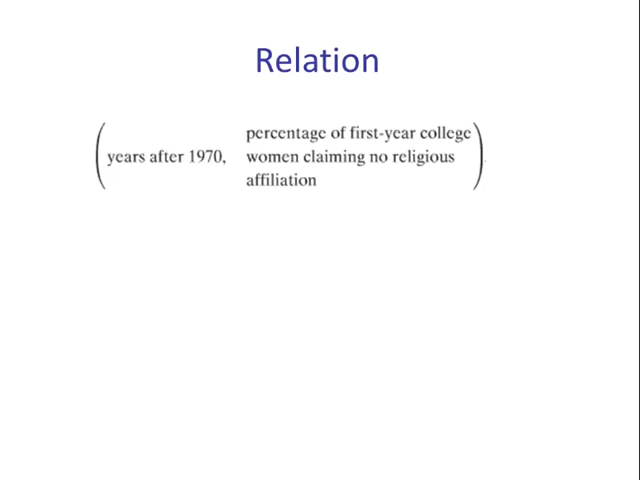 Relation
percentage of first-year college
(years after 1970, women claiming no religious)
affiliation